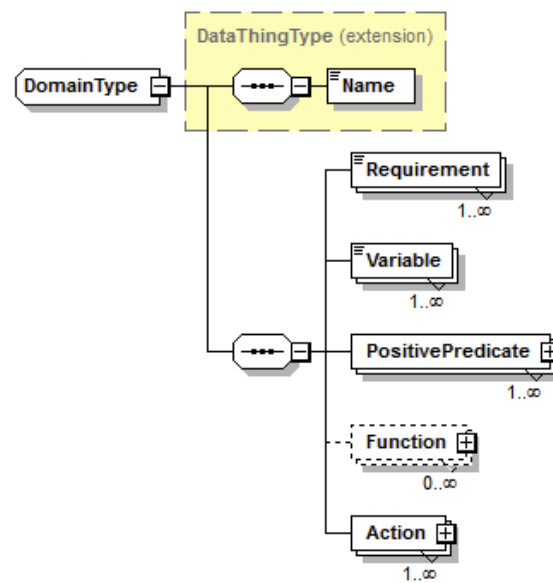 DataThingType (extension)
DomainType
Name
Requirement
1..∞
Variable
1..∞
PositivePredicate
1..∞
Function
0..∞
Action
1..∞